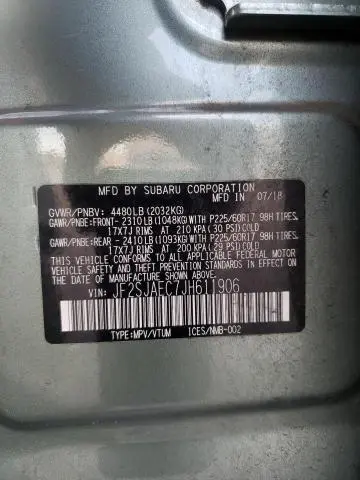 MFD BY SUBARU CORPORATION
MFD IN 07/18
GVWR/PNBV: 4480LB(2032KG)
GAWR/PNBE:FRONT- 2310LB(1048KG)WITH P225/60R17 98H TIRES,
17X7J RIMS AT 210 KPA(30 PSI)COLD
GAWR/PNBE:REAR - 2410LB(1093KG)WITH P225/60R17 98H TIRES,
17X7J RIMS AT 200 KPA(29 PSI)COLD
THIS VEHICLE CONFORMS TO ALL APPLICABLE FEDERAL MOTOR
VEHICLE SAFETY, BUMPER, AND THEFT PREVENTION STANDARDS
IN EFFECT ON THE DATE OF MANUFACTURE SHOWN ABOVE.
VIN: JF2SJAEC7JH611906
TYPE:MPV/VTUM ICES/NMB-002